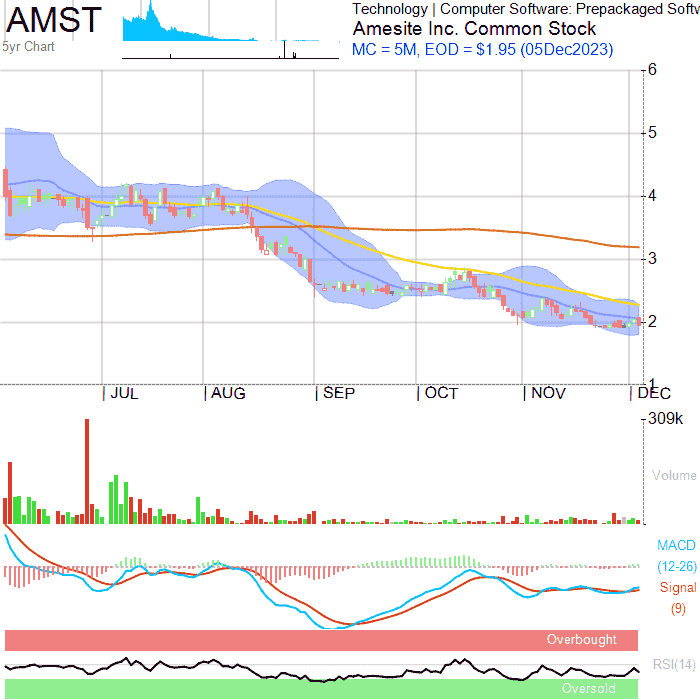 AMST
5yr Chart
Technology | Computer Software: Prepackaged Softw
Amesite Inc. Common Stock
MC = 5M, EOD = $1.95 (05Dec2023)
6
5
4
3
2
1
JUL
AUG
SEP
OCT
NOV
DEC
309k
Volume
MACD
(12-26)
Signal
(9)
Overbought
RSI(14)
Oversold